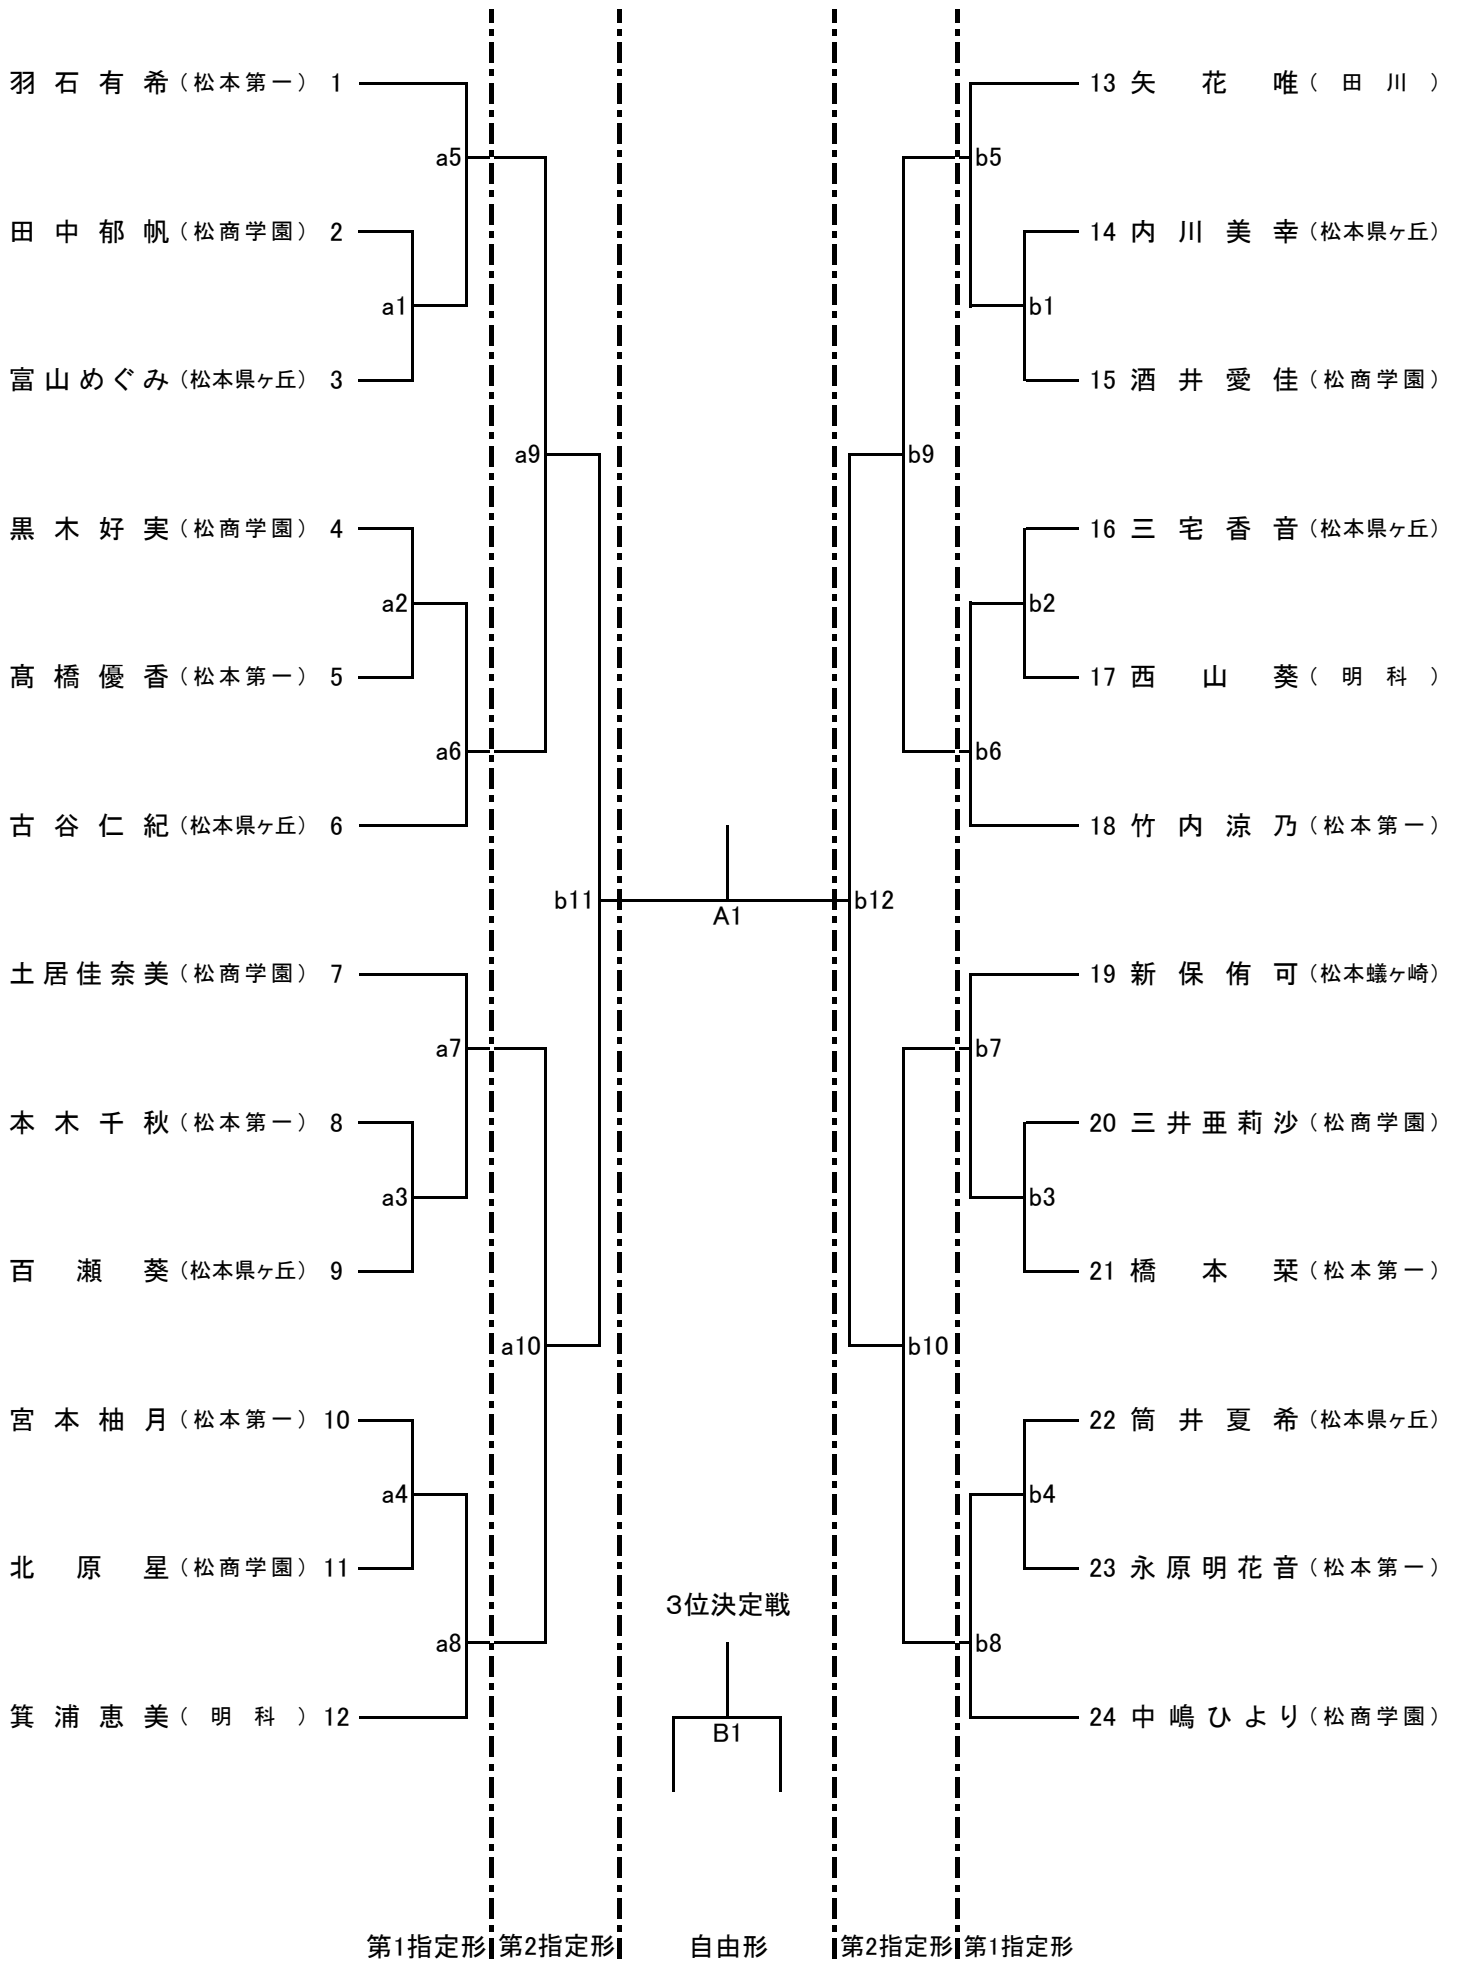 羽石有希（松本第一） 1
a5
田中郁帆（松商学園） 2
a1
富山めぐみ（松本県ヶ丘） 3
a9
黒木好実（松商学園） 4
a2
髙橋優香（松本第一） 5
a6
古谷仁紀（松本県ヶ丘） 6
b11
土居佳奈美（松商学園） 7
a7
本木千秋（松本第一） 8
a3
百瀬葵（松本県ヶ丘） 9
a10
宮本柚月（松本第一） 10
a4
北原星（松商学園） 11
a8
箕浦恵美（明科） 12
A1
3位決定戦
B1
13 矢花唯（田川）
b5
14 内川美幸（松本県ヶ丘）
b1
15 酒井愛佳（松商学園）
b9
16 三宅香音（松本県ヶ丘）
b2
17 西山葵（明科）
b6
18 竹内涼乃（松本第一）
b12
19 新保侑可（松本蟻ヶ崎）
b7
20 三井亜莉沙（松商学園）
b3
21 橋本栞（松本第一）
b10
22 筒井夏希（松本県ヶ丘）
b4
23 永原明花音（松本第一）
b8
24 中嶋ひより（松商学園）
第1指定形 第2指定形 自由形 第2指定形 第1指定形